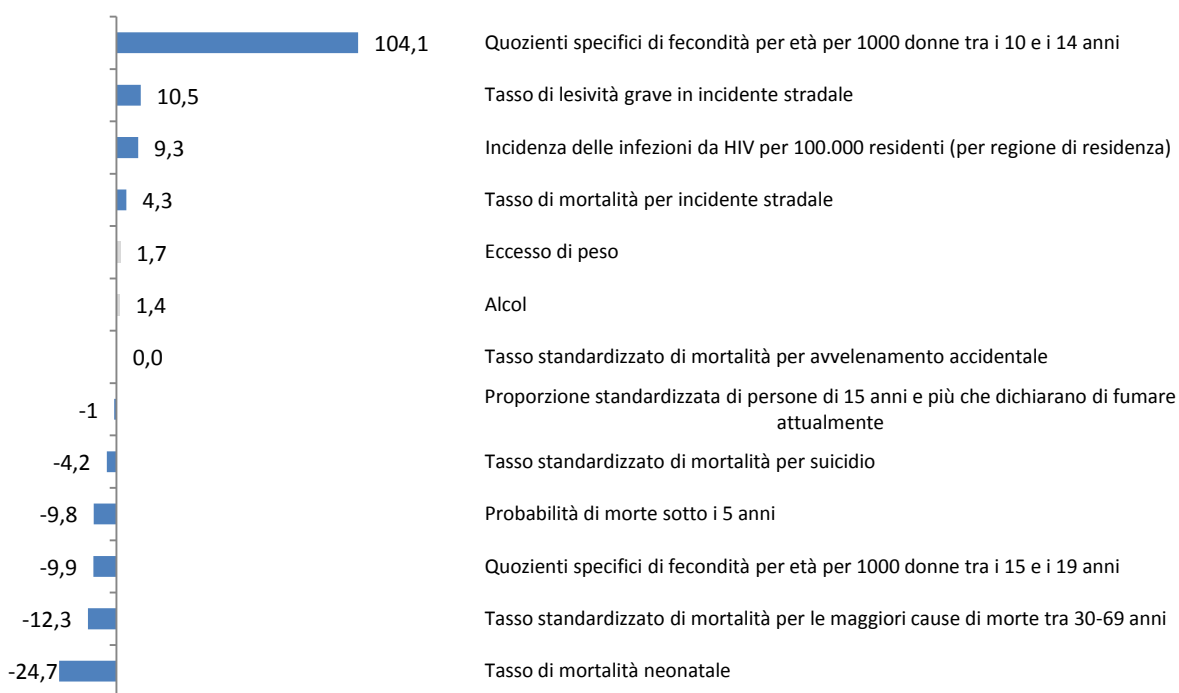 104,1 Quozienti specifici di fecondità per età per 1000 donne tra i 10 e i 14 anni
10,5 Tasso di lesività grave in incidente stradale
9,3 Incidenza delle infezioni da HIV per 100.000 residenti (per regione di residenza)
4,3 Tasso di mortalità per incidente stradale
1,7 Eccesso di peso
1,4 Alcol
0,0 Tasso standardizzato di mortalità per avvelenamento accidentale
-1 Proporzione standardizzata di persone di 15 anni e più che dichiarano di fumare
attualmente
-4,2 Tasso standardizzato di mortalità per suicidio
-9,8 Probabilità di morte sotto i 5 anni
-9,9 Quozienti specifici di fecondità per età per 1000 donne tra i 15 e i 19 anni
-12,3 Tasso standardizzato di mortalità per le maggiori cause di morte tra 30-69 anni
-24,7 Tasso di mortalità neonatale